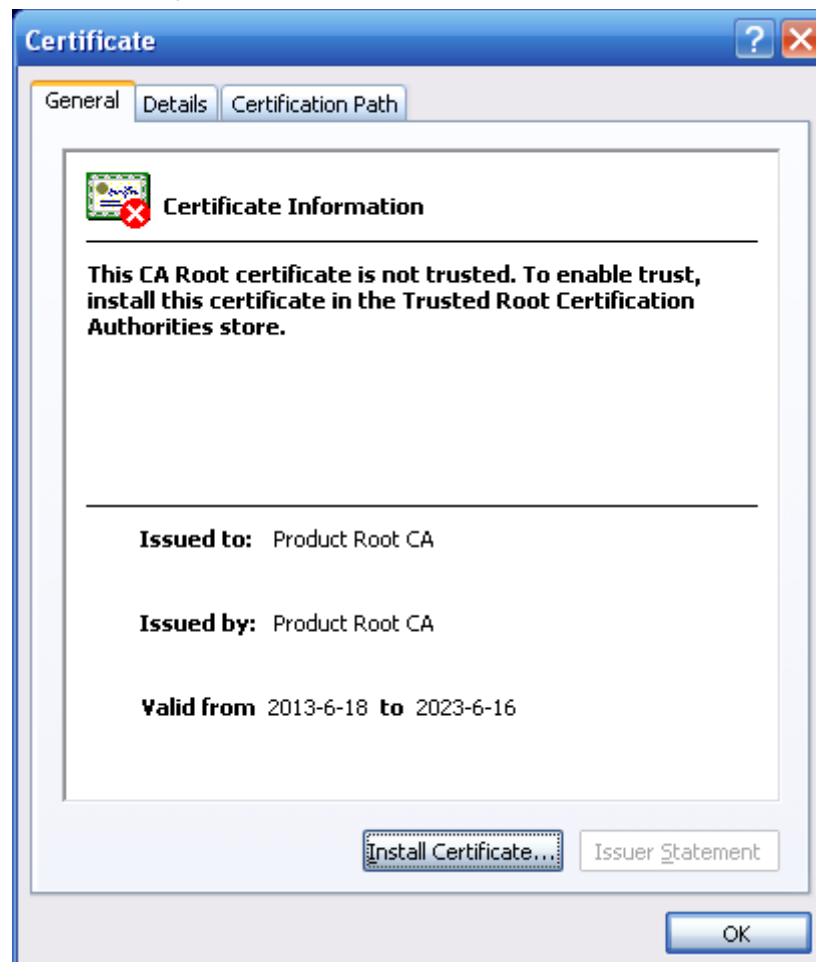 Certificate
General Details Certification Path
Certificate Information
This CA Root certificate is not trusted. To enable trust,
install this certificate in the Trusted Root Certification
Authorities store.
Issued to: Product Root CA
Issued by: Product Root CA
Valid from 2013-6-18 to 2023-6-16
Install Certificate... Issuer Statement
OK